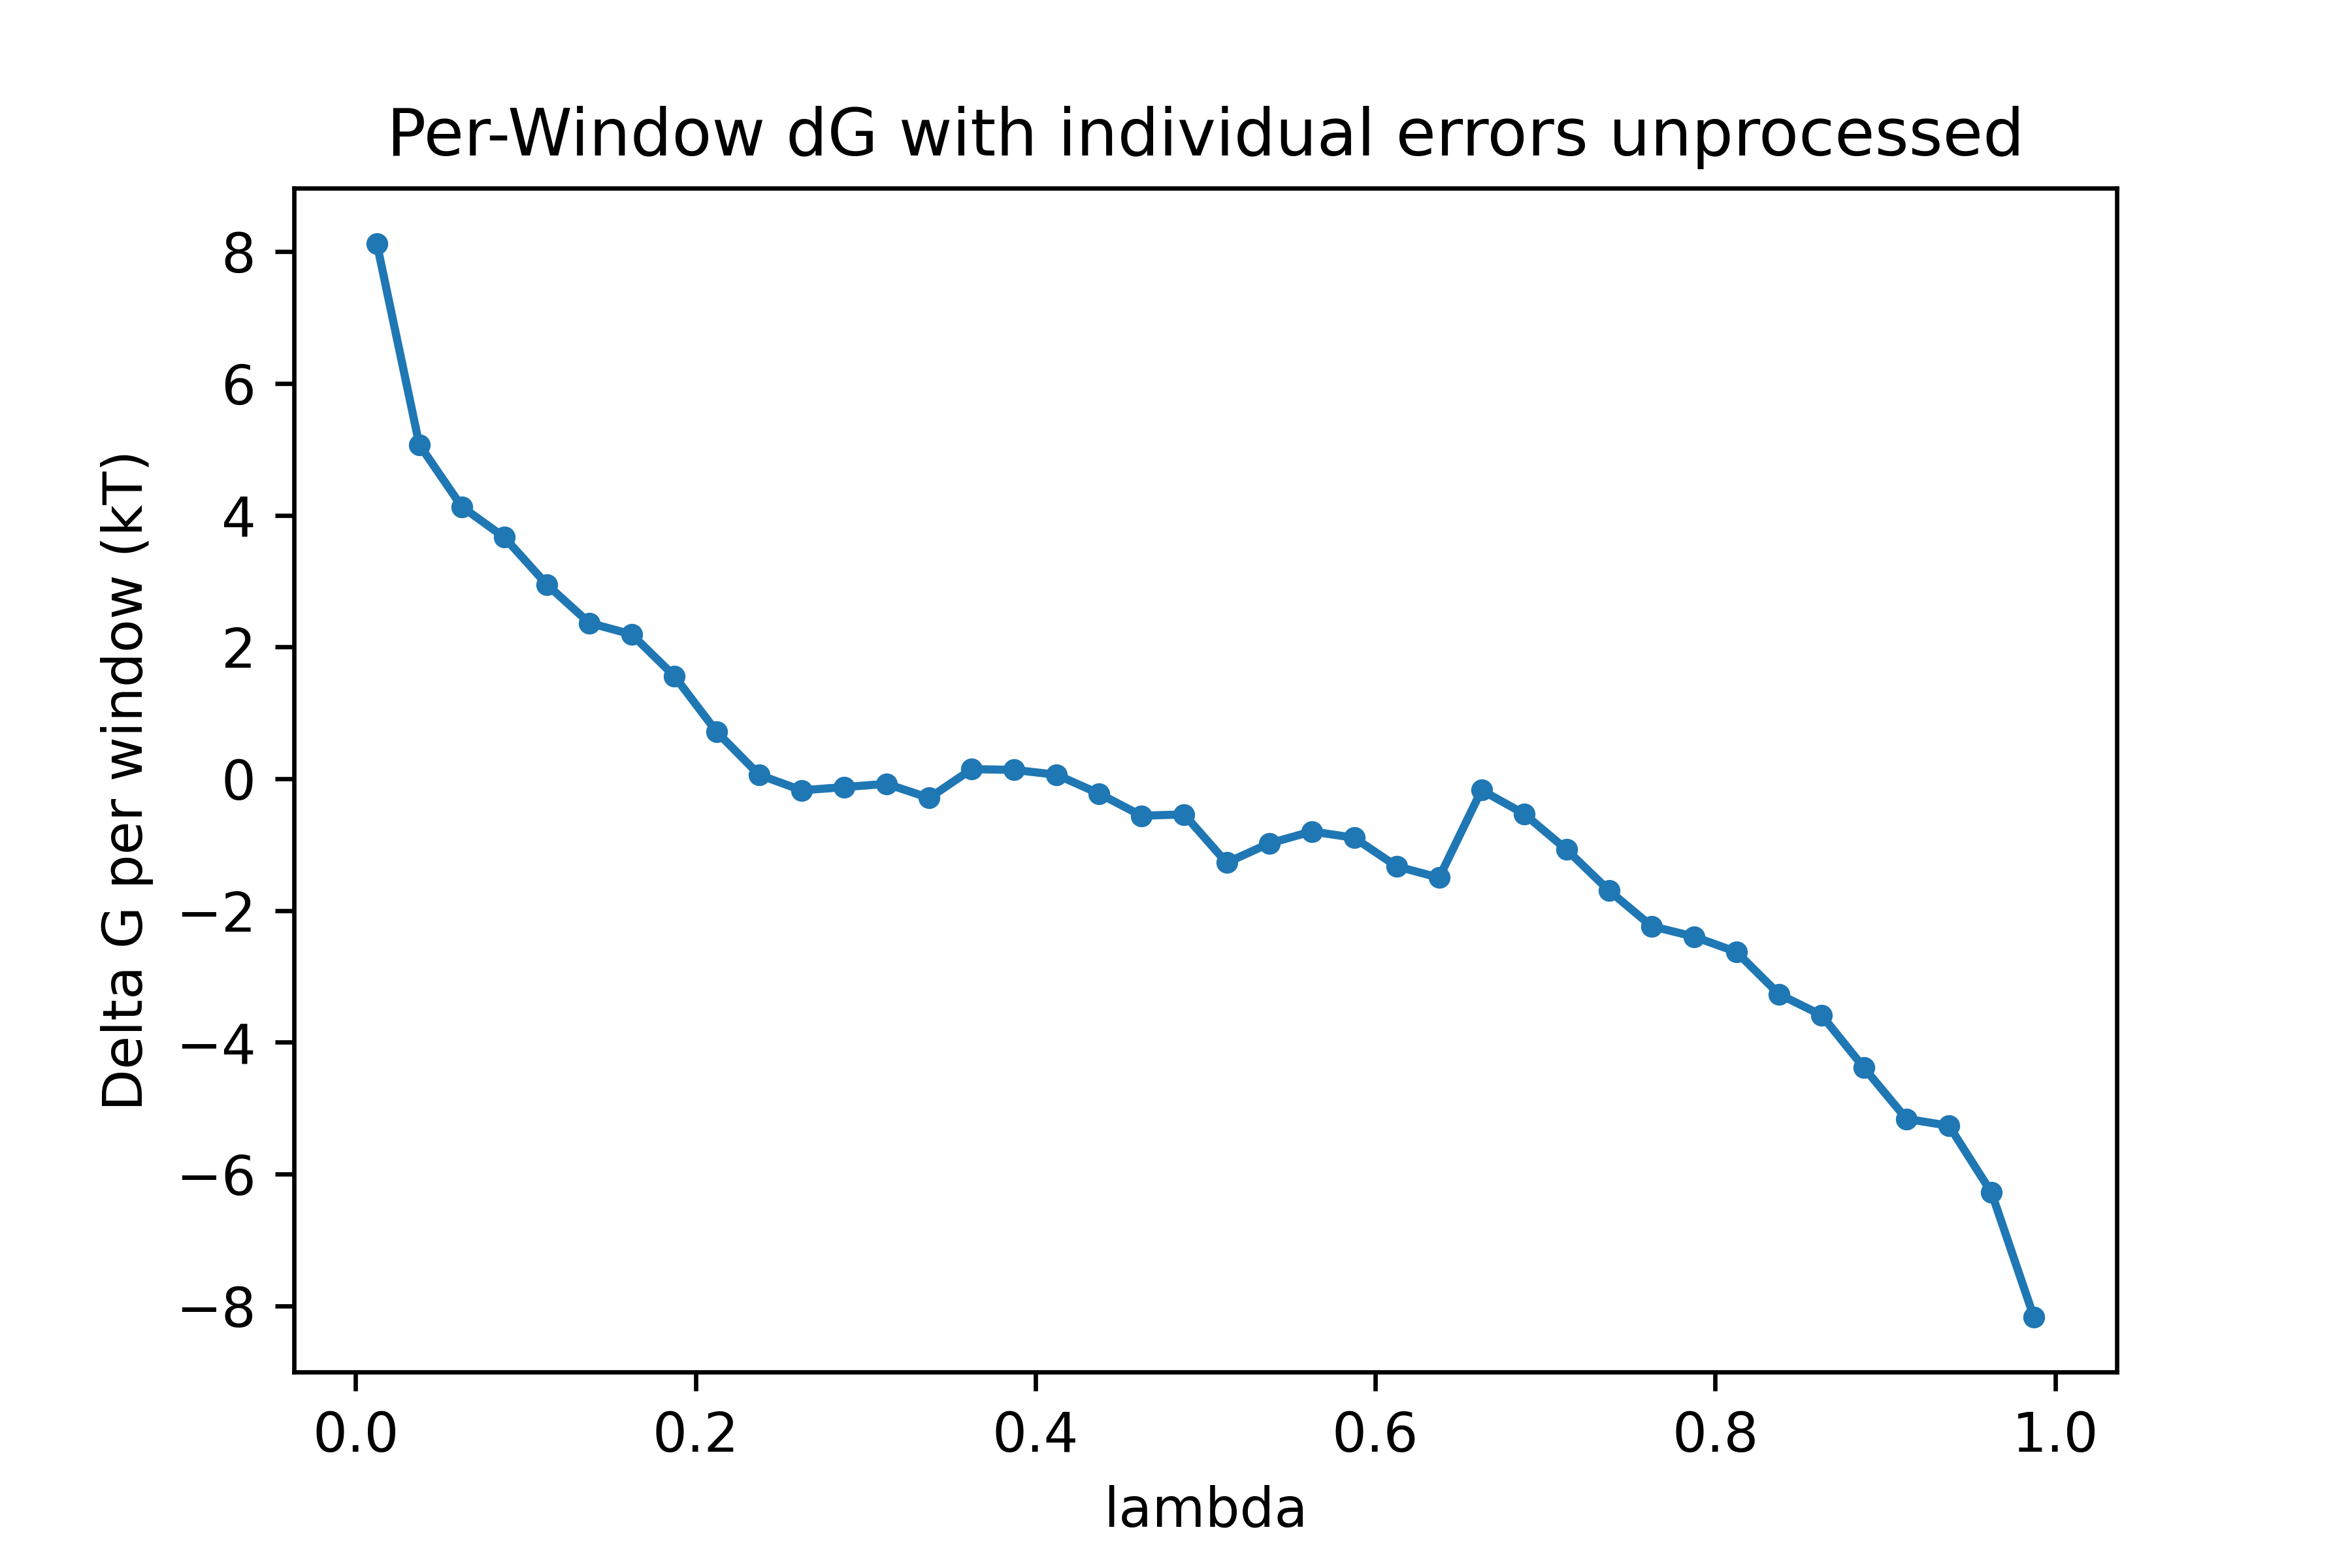 Per-Window dG with individual errors unprocessed
Delta G per window (kT)
8
6
4
2
0
−2
−4
−6
−8
0.0 0.2 0.4 0.6 0.8 1.0
lambda